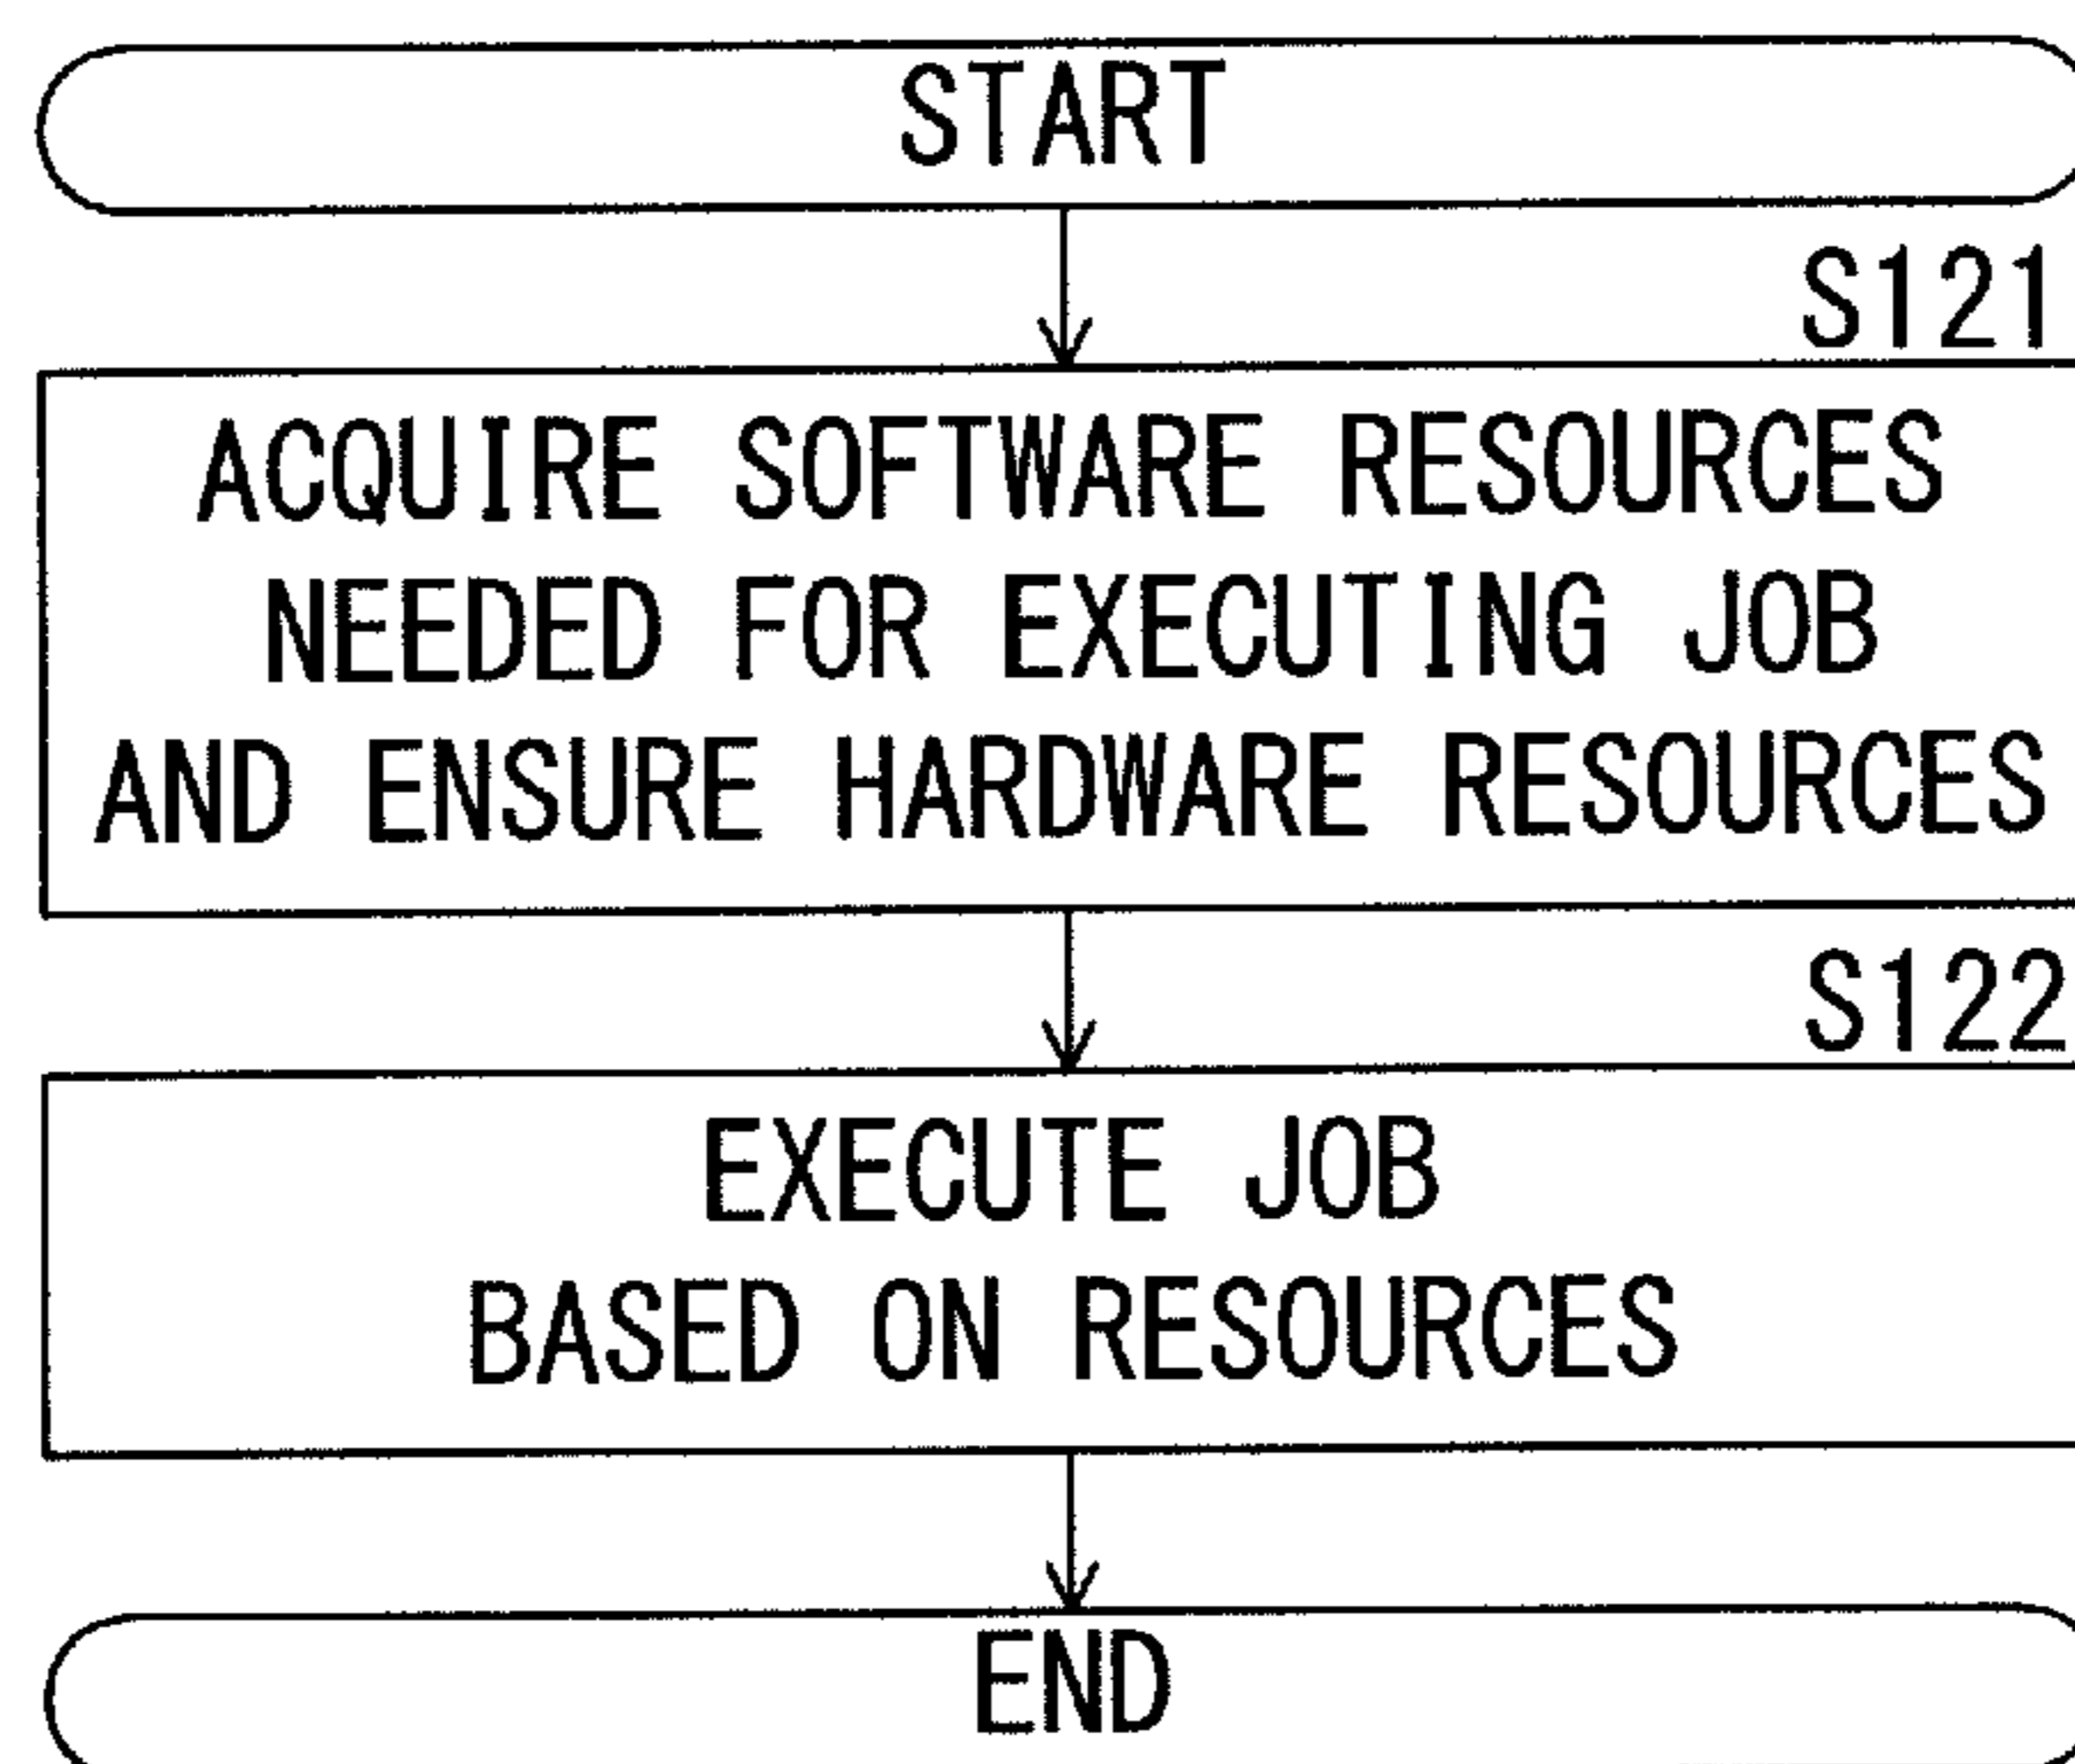 START
S121
ACQUIRE SOFTWARE RESOURCES
NEEDED FOR EXECUTING JOB
AND ENSURE HARDWARE RESOURCES
S122
EXECUTE JOB
BASED ON RESOURCES
END